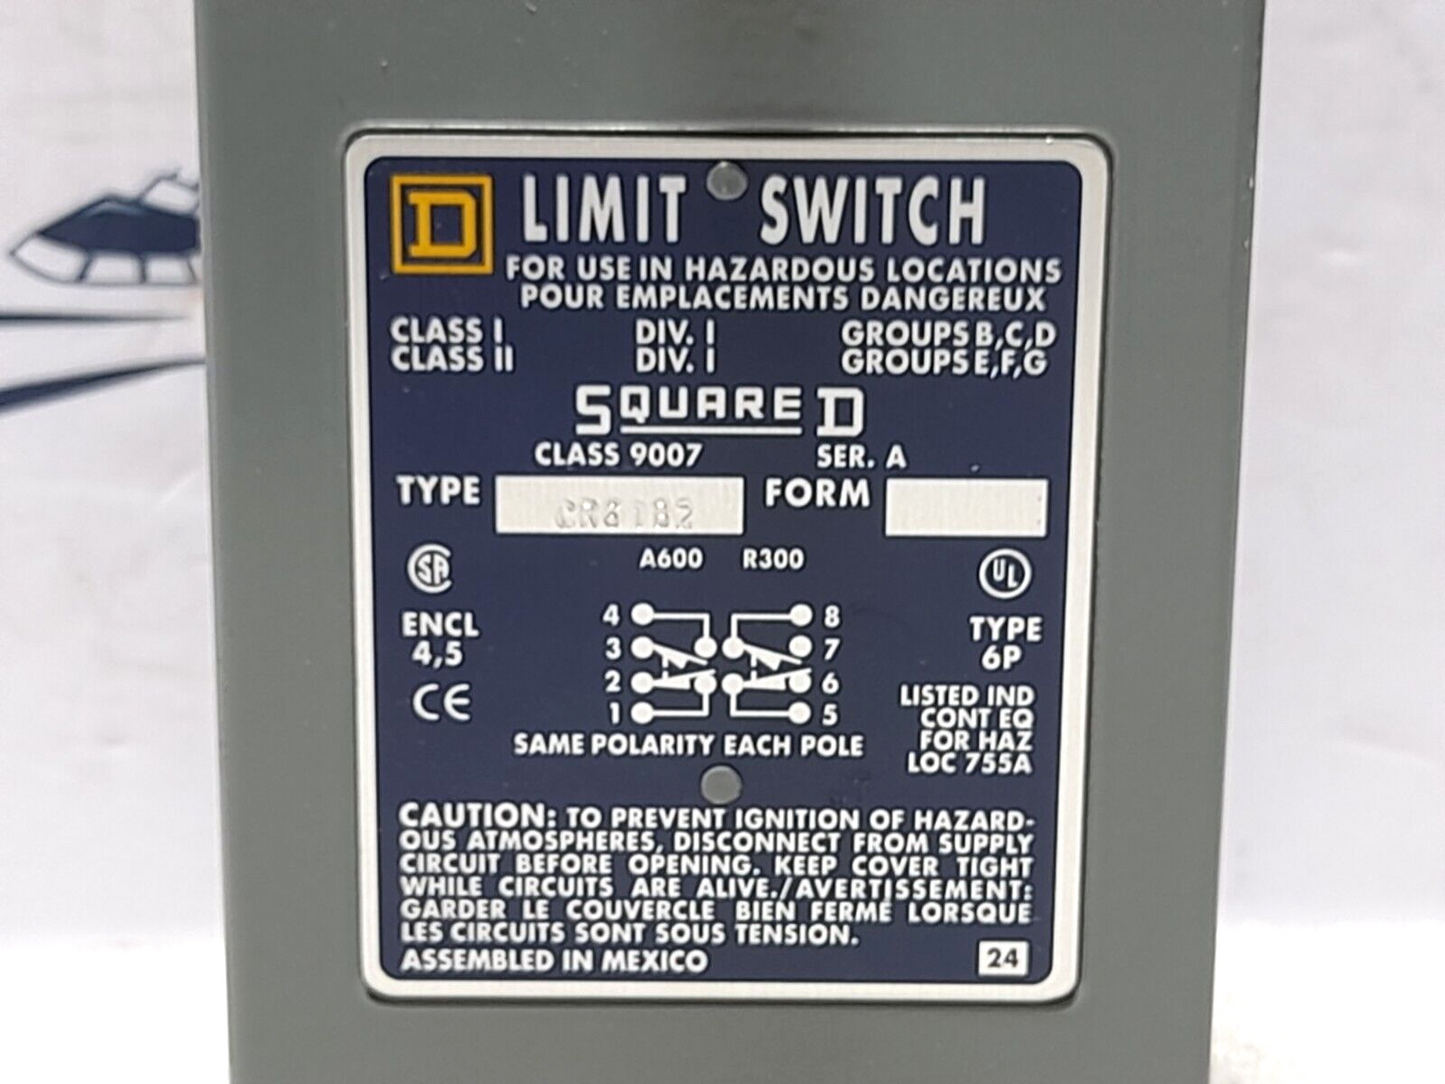 D LIMIT SWITCH
FOR USE IN HAZARDOUS LOCATIONS
POUR EMPLACEMENTS DANGEREUX
CLASS I DIV. I GROUPS B,C,D
CLASS II DIV. I GROUPS E,F,G
SQUARE D
CLASS 9007 SER. A
TYPE FORM
A600 R300
SA UL
4 8
3 7
2 6
1 5
ENCL
4,5
CE
TYPE
6P
LISTED IND
CONT EQ
FOR HAZ
LOC 755A
SAME POLARITY EACH POLE
CAUTION: TO PREVENT IGNITION OF HAZARD-
OUS ATMOSPHERES, DISCONNECT FROM SUPPLY
CIRCUIT BEFORE OPENING. KEEP COVER TIGHT
WHILE CIRCUITS ARE ALIVE./AVERTISSEMENT:
GARDER LE COUVERCLE BIEN FERMÉ LORSQUE
LES CIRCUITS SONT SOUS TENSION.
ASSEMBLED IN MEXICO 24